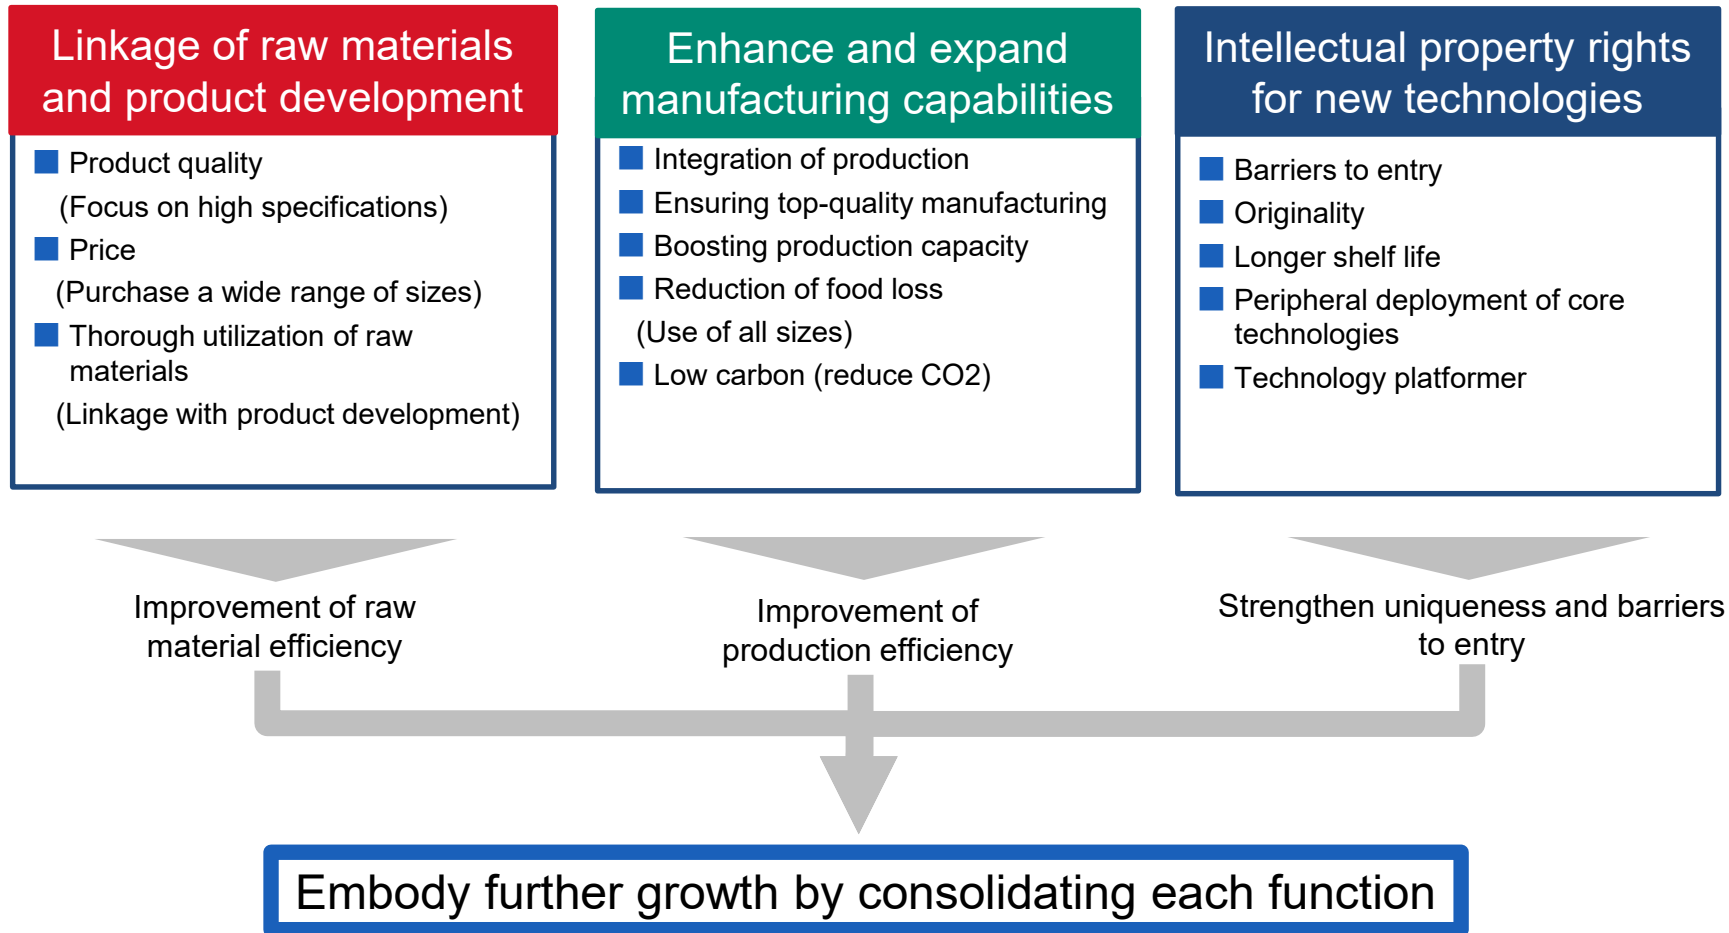 Linkage of raw materials
and product development
Product quality
(Focus on high specifications)
Price
(Purchase a wide range of sizes)
Thorough utilization of raw
materials
(Linkage with product development)
Improvement of raw
material efficiency
Enhance and expand
manufacturing capabilities
Integration of production
Ensuring top-quality manufacturing
Boosting production capacity
Reduction of food loss
(Use of all sizes)
Low carbon (reduce CO2)
Improvement of
production efficiency
Intellectual property rights
for new technologies
Barriers to entry
Originality
Longer shelf life
Peripheral deployment of core
technologies
Technology platformer
Strengthen uniqueness and barriers
to entry
Embody further growth by consolidating each function